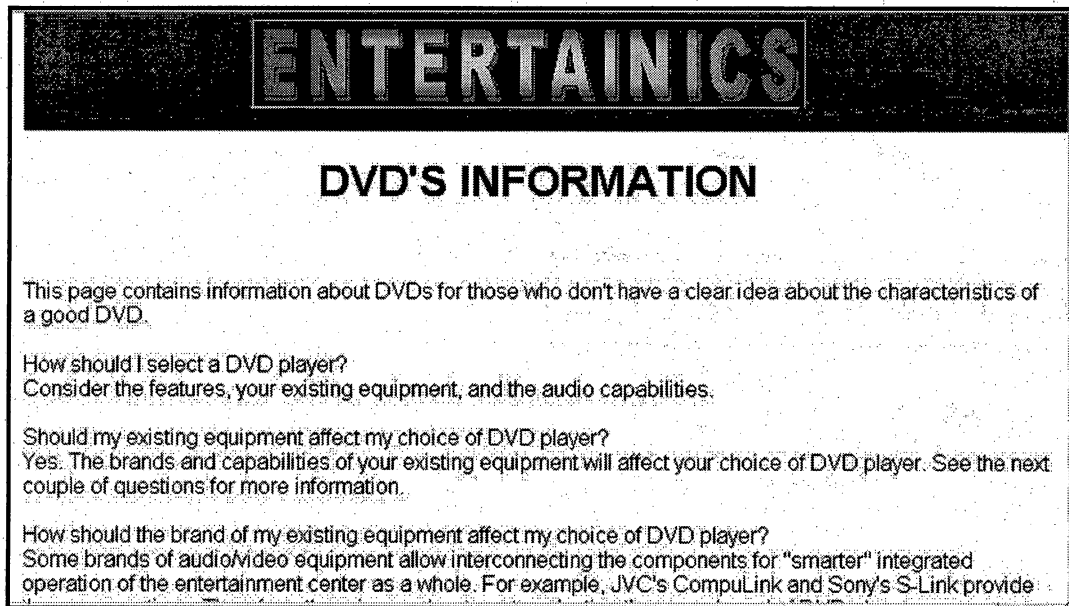 ENTERTAINICS
DVD'S INFORMATION
This page contains information about DVDs for those who don't have a clear idea about the characteristics of
a good DVD.
How should I select a DVD player?
Consider the features, your existing equipment, and the audio capabilities.
Should my existing equipment affect my choice of DVD player?
Yes. The brands and capabilities of your existing equipment will affect your choice of DVD player. See the next
couple of questions for more information.
How should the brand of my existing equipment affect my choice of DVD player?
Some brands of audio/video equipment allow interconnecting the components for "smarter" integrated
operation of the entertainment center as a whole. For example, JVC's CompuLink and Sony's S-Link provide